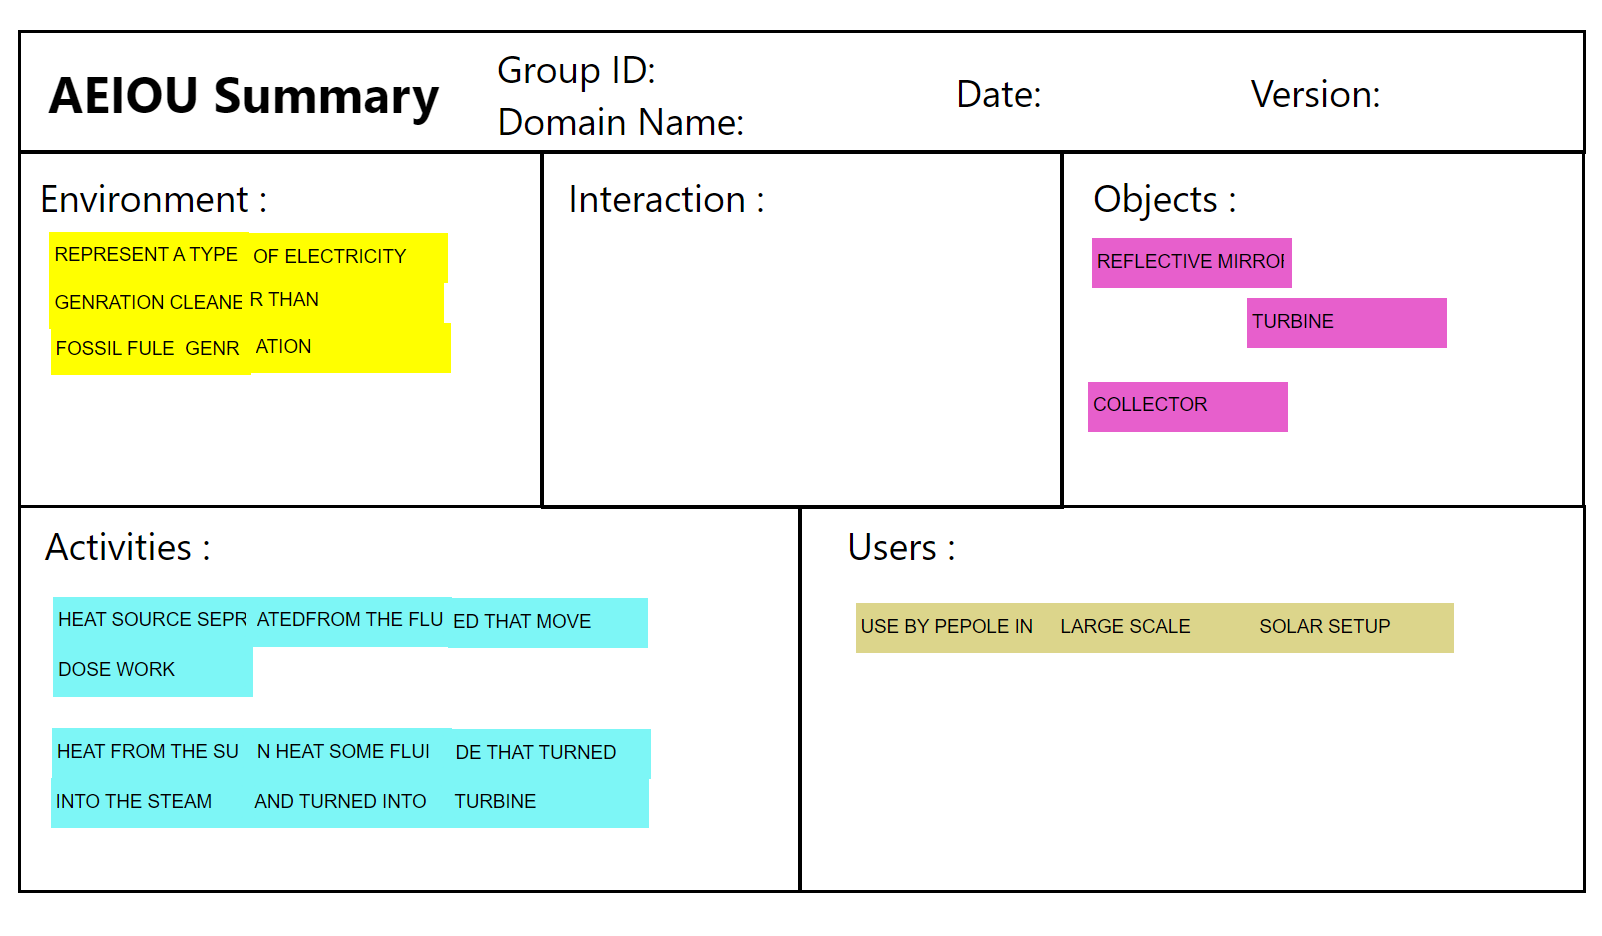 AEIOU Summary
Group ID:
Domain Name:
Date:
Version:
Environment :
REPRESENT A TYPE OF ELECTRICITY
GENRATION CLEANE R THAN
FOSSIL FULE GENR ATION
Interaction :
Objects :
REFLECTIVE MIRROR
TURBINE
COLLECTOR
Activities :
HEAT SOURCE SEPR ATEDFROM THE FLU ED THAT MOVE
DOSE WORK
HEAT FROM THE SU N HEAT SOME FLUI DE THAT TURNED
INTO THE STEAM AND TURNED INTO TURBINE
Users :
USE BY PEPOLE IN LARGE SCALE SOLAR SETUP